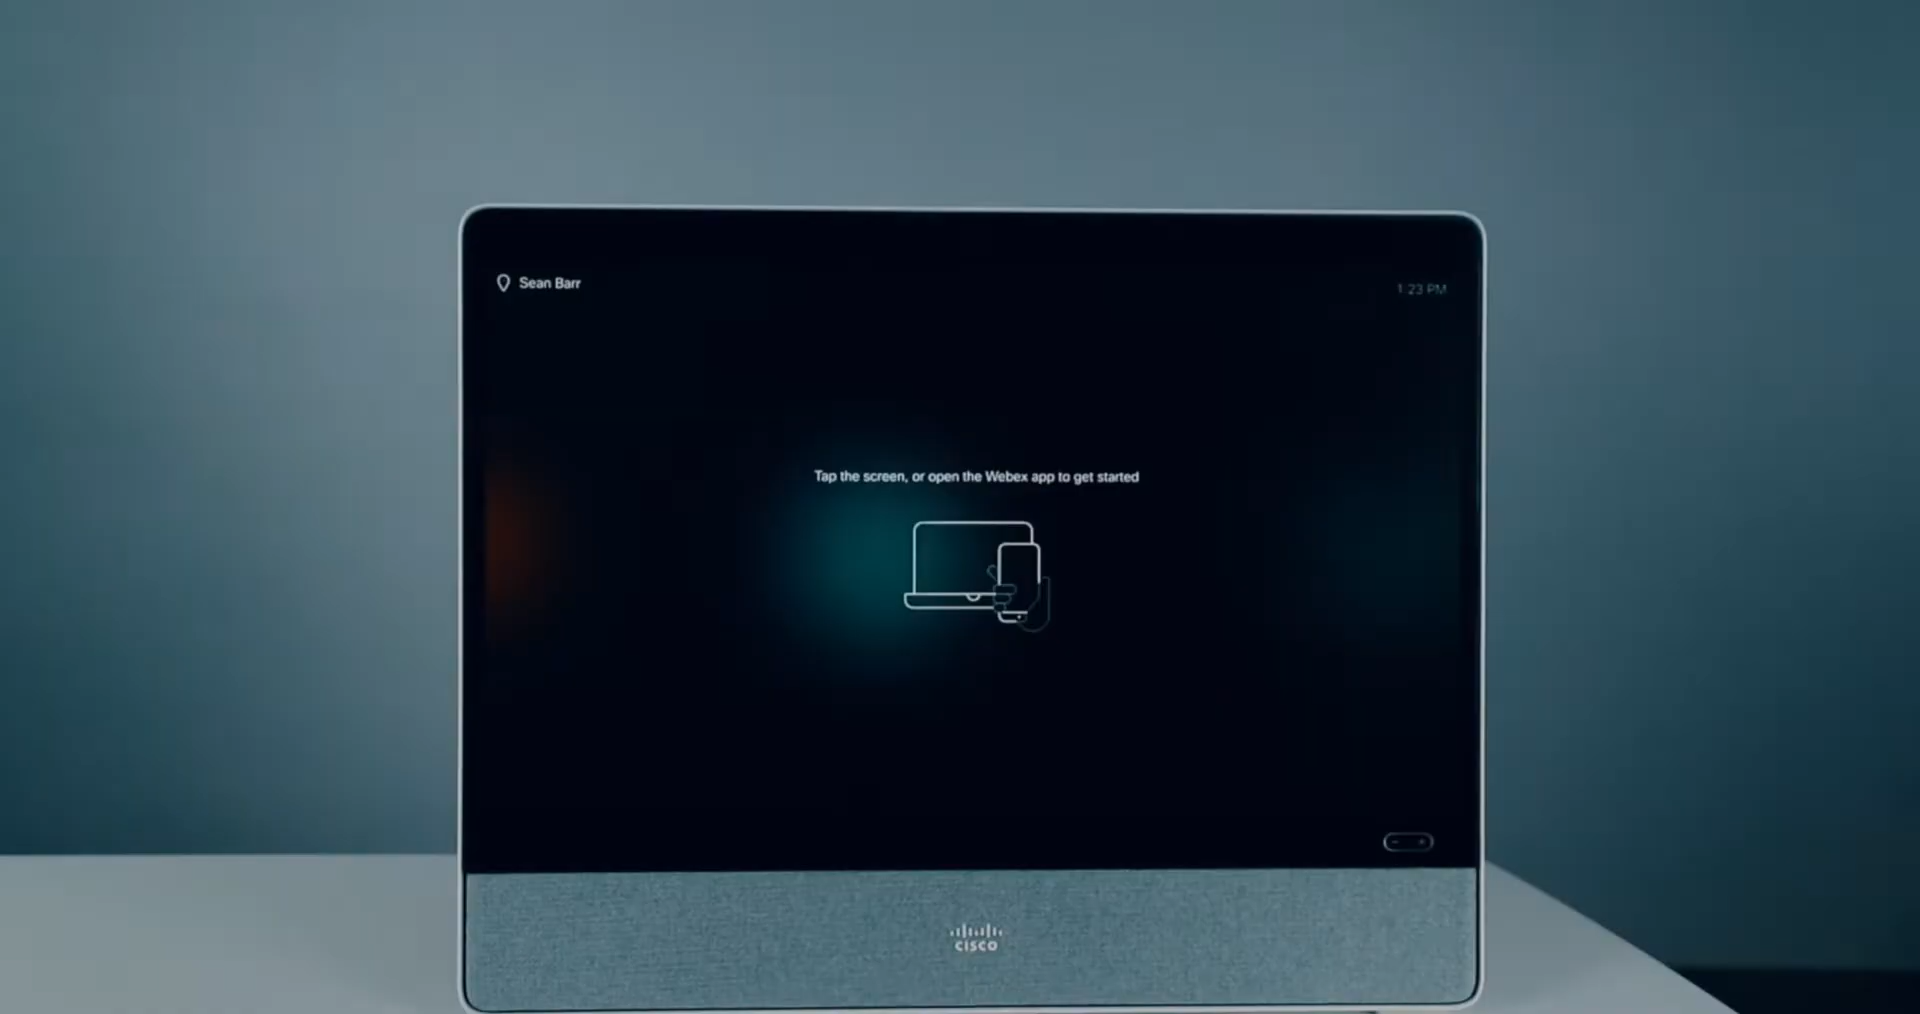 Sean Barr
1:23 PM
Tap the screen, or open the Webex app to get started
cisco